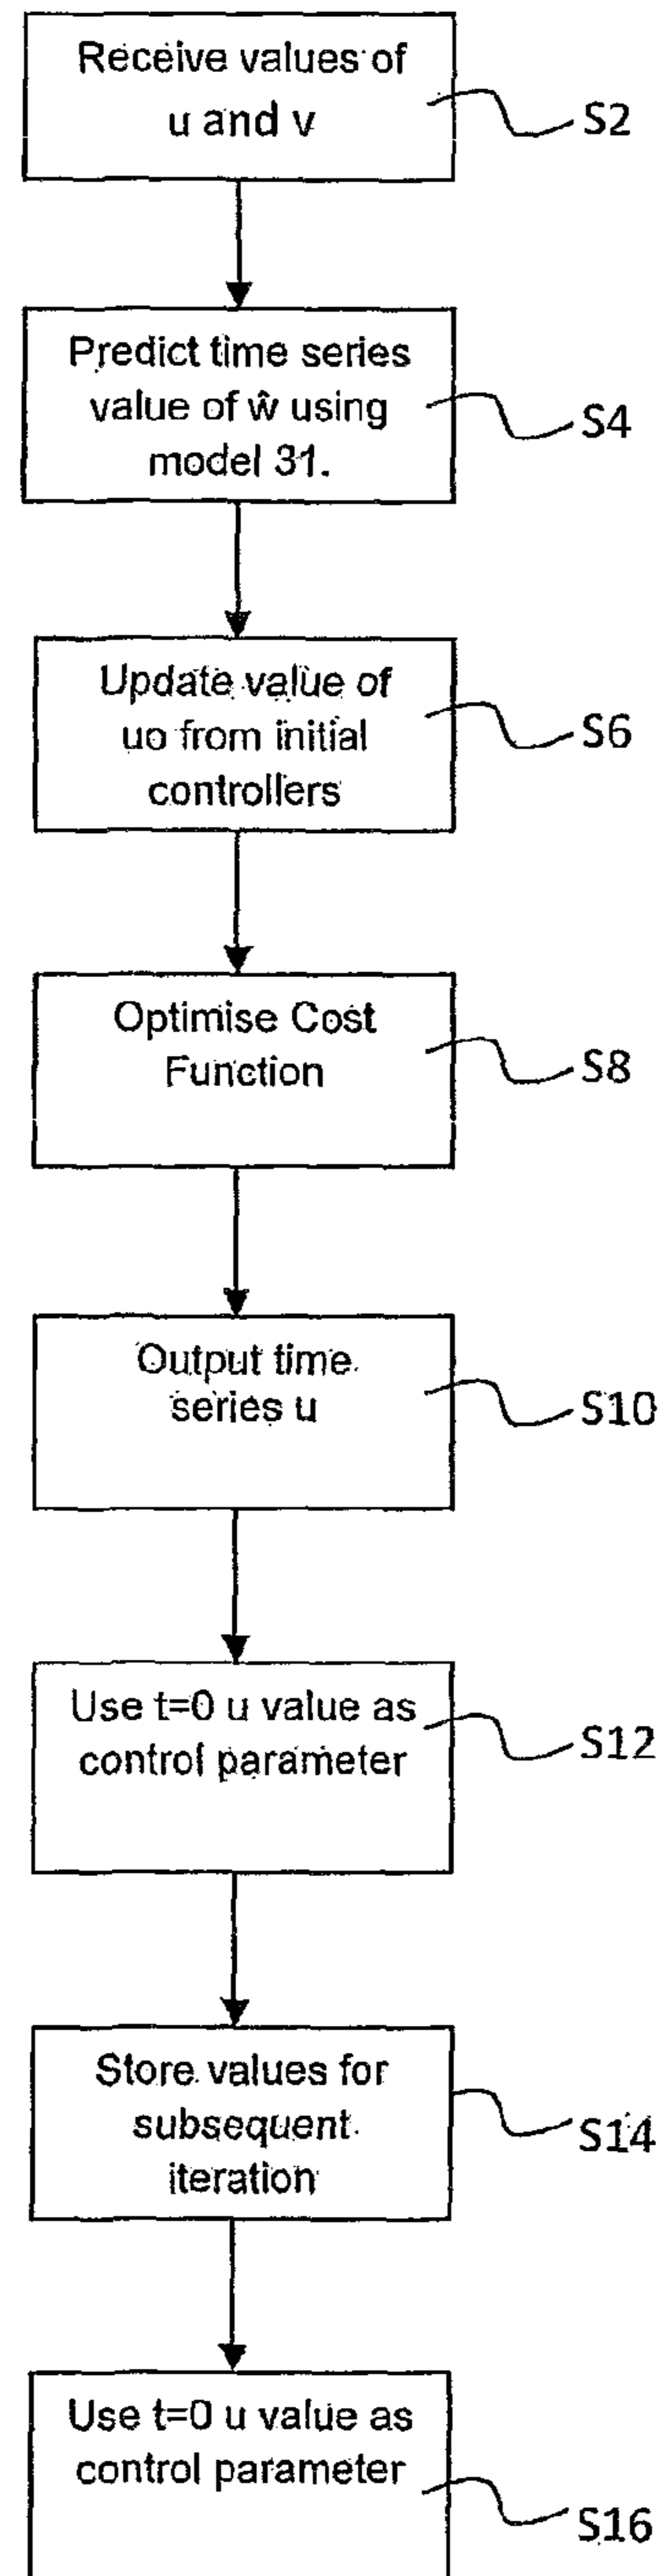 Receive values of
u and v
S2
Predict time series
value of ŵ using
model 31.
S4
Update value of
uo from initial
controllers
S6
Optimise Cost
Function
S8
Output time
series u
S10
Use t=0 u value as
control parameter
S12
Store values for
subsequent
iteration
S14
Use t=0 u value as
control parameter
S16